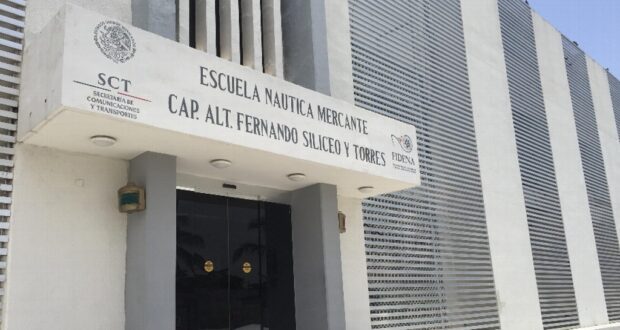 SCT
SECRETARÍA DE
COMUNICACIONES
Y TRANSPORTES
ESCUELA NAUTICA MERCANTE
CAP. ALT. FERNANDO SILICEO Y TORRES
FIDENA